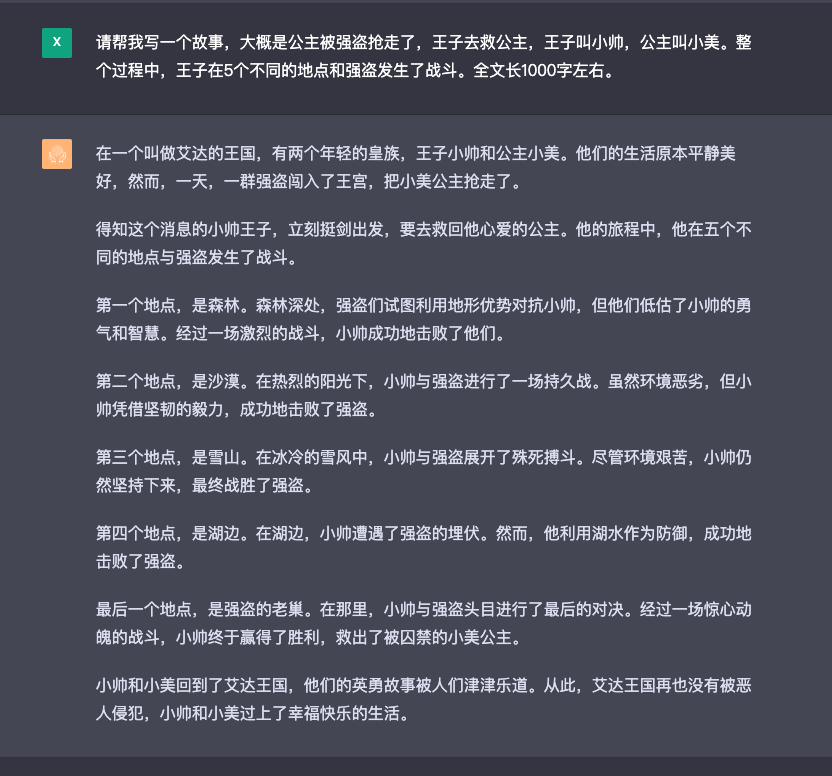 X
请帮我写一个故事，大概是公主被强盗抢走了，王子去救公主，王子叫小帅，公主叫小美。整
个过程中，王子在5个不同的地点和强盗发生了战斗。全文长1000字左右。
在一个叫做艾达的王国，有两个年轻的皇族，王子小帅和公主小美。他们的生活原本平静美
好，然而，一天，一群强盗闯入了王宫，把小美公主抢走了。
得知这个消息的小帅王子，立刻挺剑出发，要去救回他心爱的公主。他的旅程中，他在五个不
同的地点与强盗发生了战斗。
第一个地点，是森林。森林深处，强盗们试图利用地形优势对抗小帅，但他们低估了小帅的勇
气和智慧。经过一场激烈的战斗，小帅成功地击败了他们。
第二个地点，是沙漠。在热烈的阳光下，小帅与强盗进行了一场持久战。虽然环境恶劣，但小
帅凭借坚韧的毅力，成功地击败了强盗。
第三个地点，是雪山。在冰冷的雪风中，小帅与强盗展开了殊死搏斗。尽管环境艰苦，小帅仍
然坚持下来，最终战胜了强盗。
第四个地点，是湖边。在湖边，小帅遭遇了强盗的埋伏。然而，他利用湖水作为防御，成功地
击败了强盗。
最后一个地点，是强盗的老巢。在那里，小帅与强盗头目进行了最后的对决。经过一场惊心动
魄的战斗，小帅终于赢得了胜利，救出了被囚禁的小美公主。
小帅和小美回到了艾达王国，他们的英勇故事被人们津津乐道。从此，艾达王国再也没有被恶
人侵犯，小帅和小美过上了幸福快乐的生活。